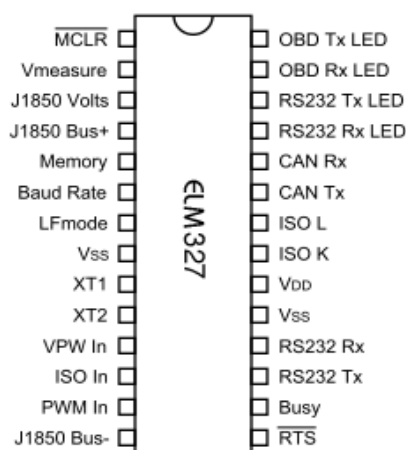 MCLR
Vmeasure
J1850 Volts
J1850 Bus+
Memory
Baud Rate
LFmode
Vss
XT1
XT2
VPW In
ISO In
PWM In
J1850 Bus-
ELM327
OBD Tx LED
OBD Rx LED
RS232 Tx LED
RS232 Rx LED
CAN Rx
CAN Tx
ISO L
ISO K
VDD
Vss
RS232 Rx
RS232 Tx
Busy
RTS